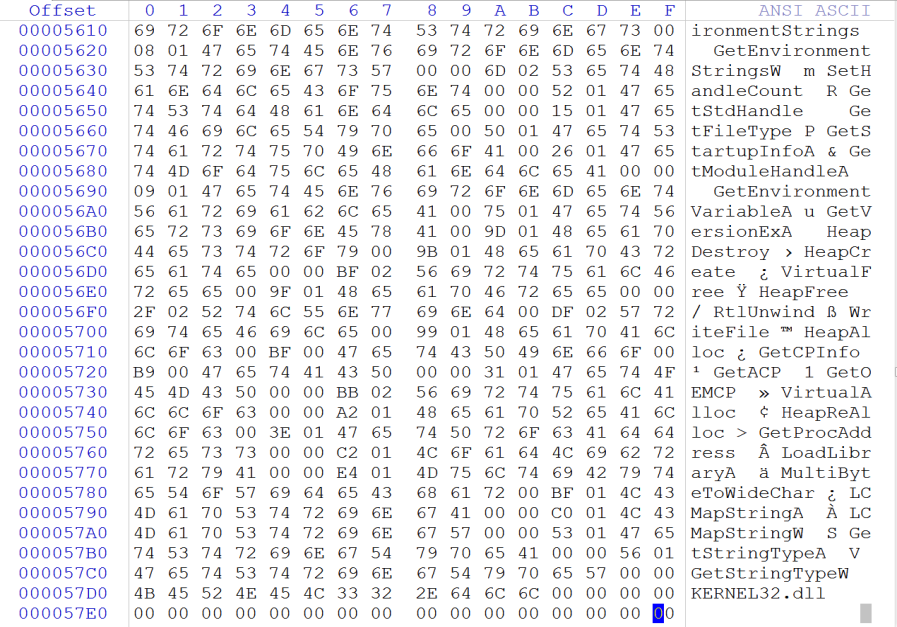 Offset 0 1 2 3 4 5 6 7 8 9 A B C D E F ANSI ASCII
00005610 69 72 6F 6E 6D 65 6E 74 53 74 72 69 6E 67 73 00 ironmentStrings
00005620 08 01 47 65 74 45 6E 76 69 72 6F 6E 6D 65 6E 74 GetEnvironment
00005630 53 74 72 69 6E 67 73 57 00 00 6D 02 53 65 74 48 StringsW m SetH
00005640 61 6E 64 6C 65 43 6F 75 6E 74 00 00 52 01 47 65 andleCount R Ge
00005650 74 53 74 64 48 61 6E 64 6C 65 00 00 15 01 47 65 tStdHandle Ge
00005660 74 46 69 6C 65 54 79 70 65 00 50 01 47 65 74 53 tFileType P GetS
00005670 74 61 72 74 75 70 49 6E 66 6F 41 00 26 01 47 65 tartupInfoA & Ge
00005680 74 4D 6F 64 75 6C 65 48 61 6E 64 6C 65 41 00 00 tModuleHandleA
00005690 09 01 47 65 74 45 6E 76 69 72 6F 6E 6D 65 6E 74 GetEnvironment
000056A0 56 61 72 69 61 62 6C 65 41 00 75 01 47 65 74 56 VariableA u GetV
000056B0 65 72 73 69 6F 6E 45 78 41 00 9D 01 48 65 61 70 ersionExA Heap
000056C0 44 65 73 74 72 6F 79 00 9B 01 48 65 61 70 43 72 Destroy › HeapCr
000056D0 65 61 74 65 00 00 BF 02 56 69 72 74 75 61 6C 46 eate ¿ VirtualF
000056E0 72 65 65 00 9F 01 48 65 61 70 46 72 65 65 00 00 ree Ÿ HeapFree
000056F0 2F 02 52 74 6C 55 6E 77 69 6E 64 00 DF 02 57 72 / RtlUnwind ß Wr
00005700 69 74 65 46 69 6C 65 00 99 01 48 65 61 70 41 6C iteFile ™ HeapAl
00005710 6C 6F 63 00 BF 00 47 65 74 43 50 49 6E 66 6F 00 loc ¿ GetCPInfo
00005720 B9 00 47 65 74 41 43 50 00 00 31 01 47 65 74 4F ¹ GetACP 1 GetO
00005730 45 4D 43 50 00 00 BB 02 56 69 72 74 75 61 6C 41 EMCP » VirtualA
00005740 6C 6C 6F 63 00 00 A2 01 48 65 61 70 52 65 41 6C lloc ¢ HeapReAl
00005750 6C 6F 63 00 3E 01 47 65 74 50 72 6F 63 41 64 64 loc > GetProcAdd
00005760 72 65 73 73 00 00 C2 01 4C 6F 61 64 4C 69 62 72 ress Â LoadLibr
00005770 61 72 79 41 00 00 E4 01 4D 75 6C 74 69 42 79 74 aryA ä MultiByt
00005780 65 54 6F 57 69 64 65 43 68 61 72 00 BF 01 4C 43 eToWideChar ¿ LC
00005790 4D 61 70 53 74 72 69 6E 67 41 00 00 C0 01 4C 43 MapStringA À LC
000057A0 4D 61 70 53 74 72 69 6E 67 57 00 00 53 01 47 65 MapStringW S Ge
000057B0 74 53 74 72 69 6E 67 54 79 70 65 41 00 00 56 01 tStringTypeA V
000057C0 47 65 74 53 74 72 69 6E 67 54 79 70 65 57 00 00 GetStringTypeW
000057D0 4B 45 52 4E 45 4C 33 32 2E 64 6C 6C 00 00 00 00 KERNEL32.dll
000057E0 00 00 00 00 00 00 00 00 00 00 00 00 00 00 00 00